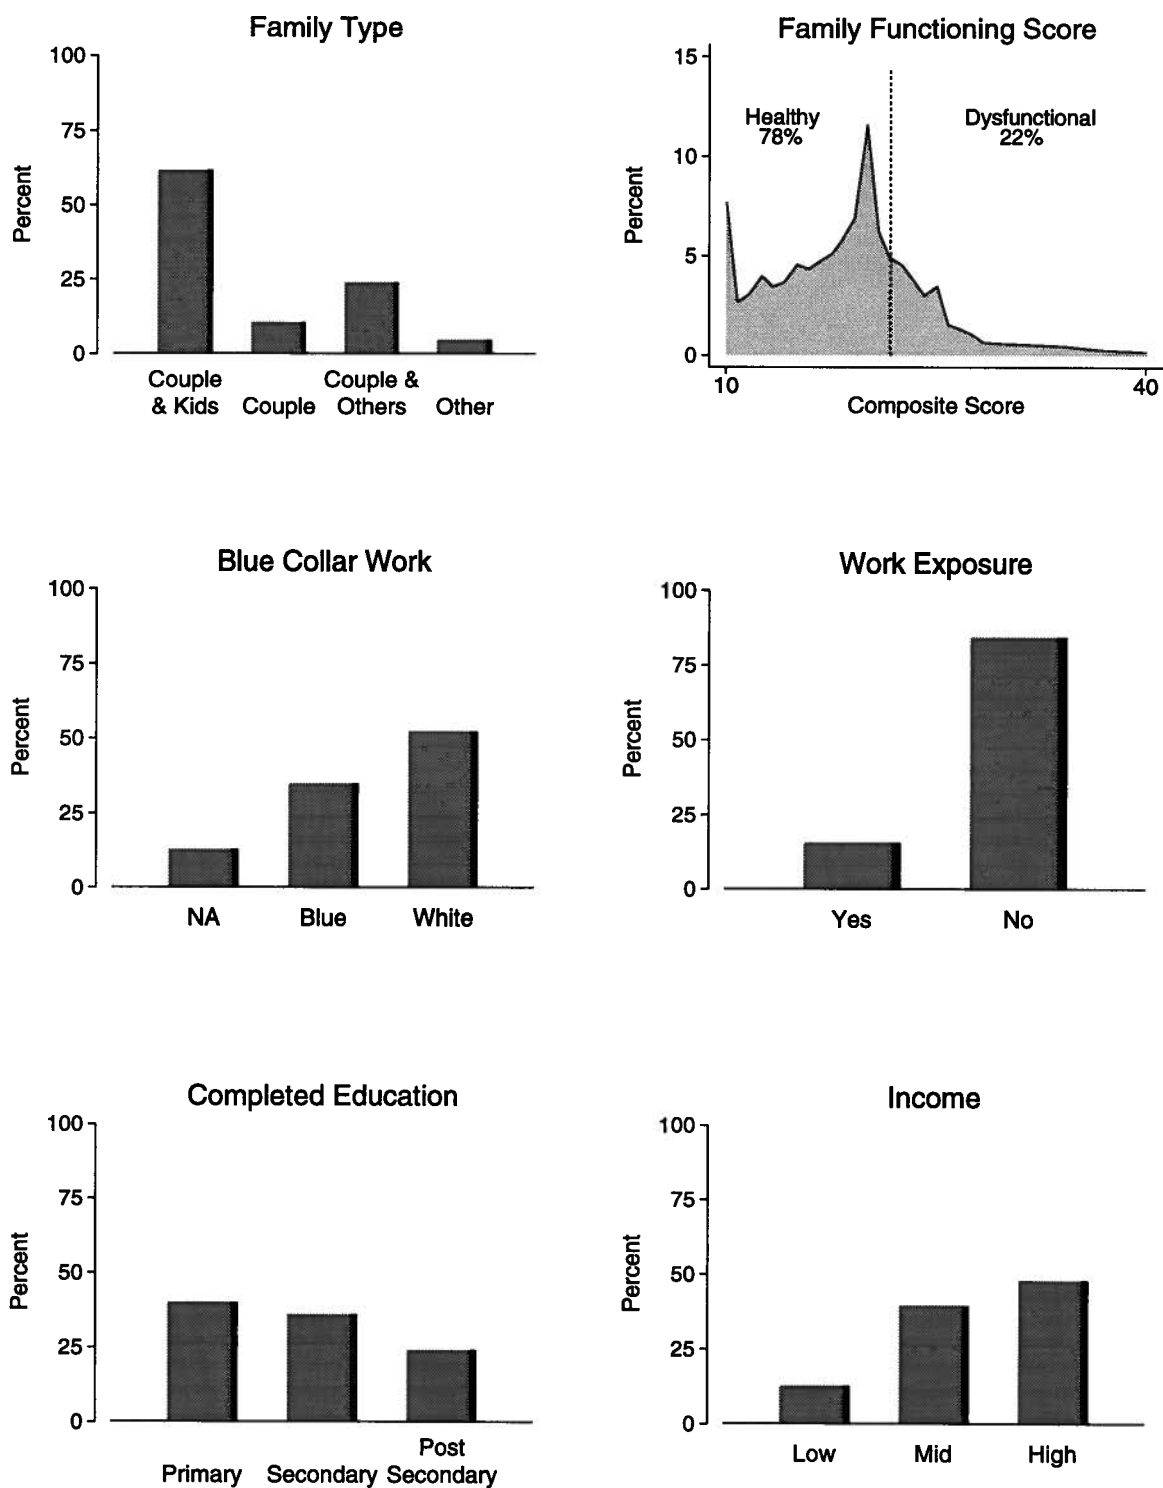 Family Type
100
75
50
25
0
Percent
Couple
& Kids
Couple
Couple &
Others
Other
Family Functioning Score
15
10
5
0
Percent
Healthy
78%
Dysfunctional
22%
10
40
Composite Score
Blue Collar Work
100
75
50
25
0
Percent
NA
Blue
White
Work Exposure
100
75
50
25
0
Percent
Yes
No
Completed Education
100
75
50
25
0
Percent
Primary
Secondary
Post
Secondary
Income
100
75
50
25
0
Percent
Low
Mid
High